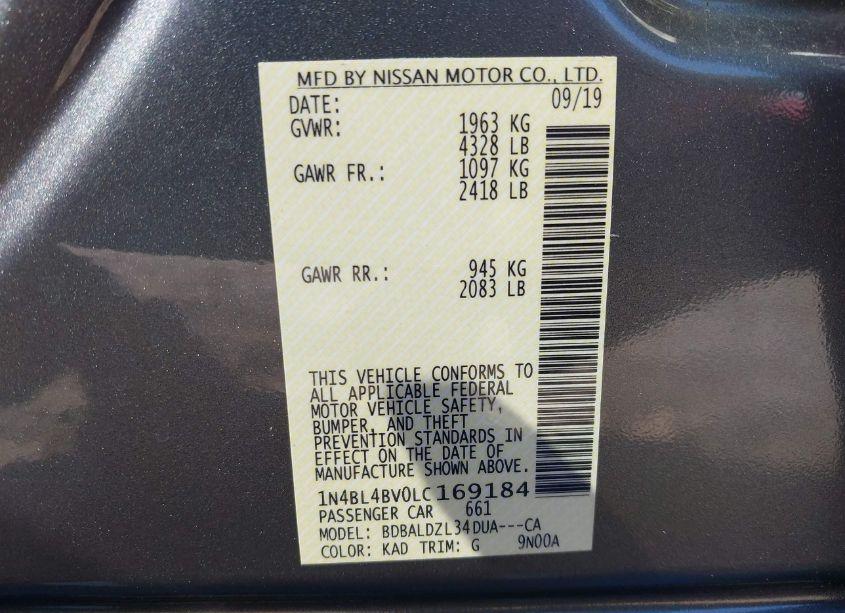 MFD BY NISSAN MOTOR CO., LTD.
DATE: 09/19
GVWR: 1963 KG
4328 LB
GAWR FR.: 1097 KG
2418 LB
GAWR RR.: 945 KG
2083 LB
THIS VEHICLE CONFORMS TO
ALL APPLICABLE FEDERAL
MOTOR VEHICLE SAFETY,
BUMPER, AND THEFT
PREVENTION STANDARDS IN
EFFECT ON THE DATE OF
MANUFACTURE SHOWN ABOVE.
1N4BL4BV0LC169184
PASSENGER CAR 661
MODEL: BDBALDZL34DUA---CA
COLOR: KAD TRIM: G 9N00A